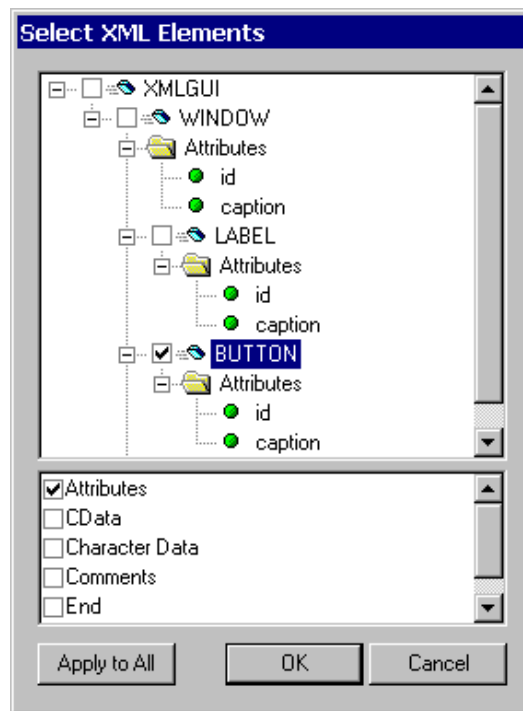 Select XML Elements
XMLGUI
WINDOW
Attributes
id
caption
LABEL
Attributes
id
caption
BUTTON
Attributes
id
caption
Attributes
CData
Character Data
Comments
End
Apply to All OK Cancel